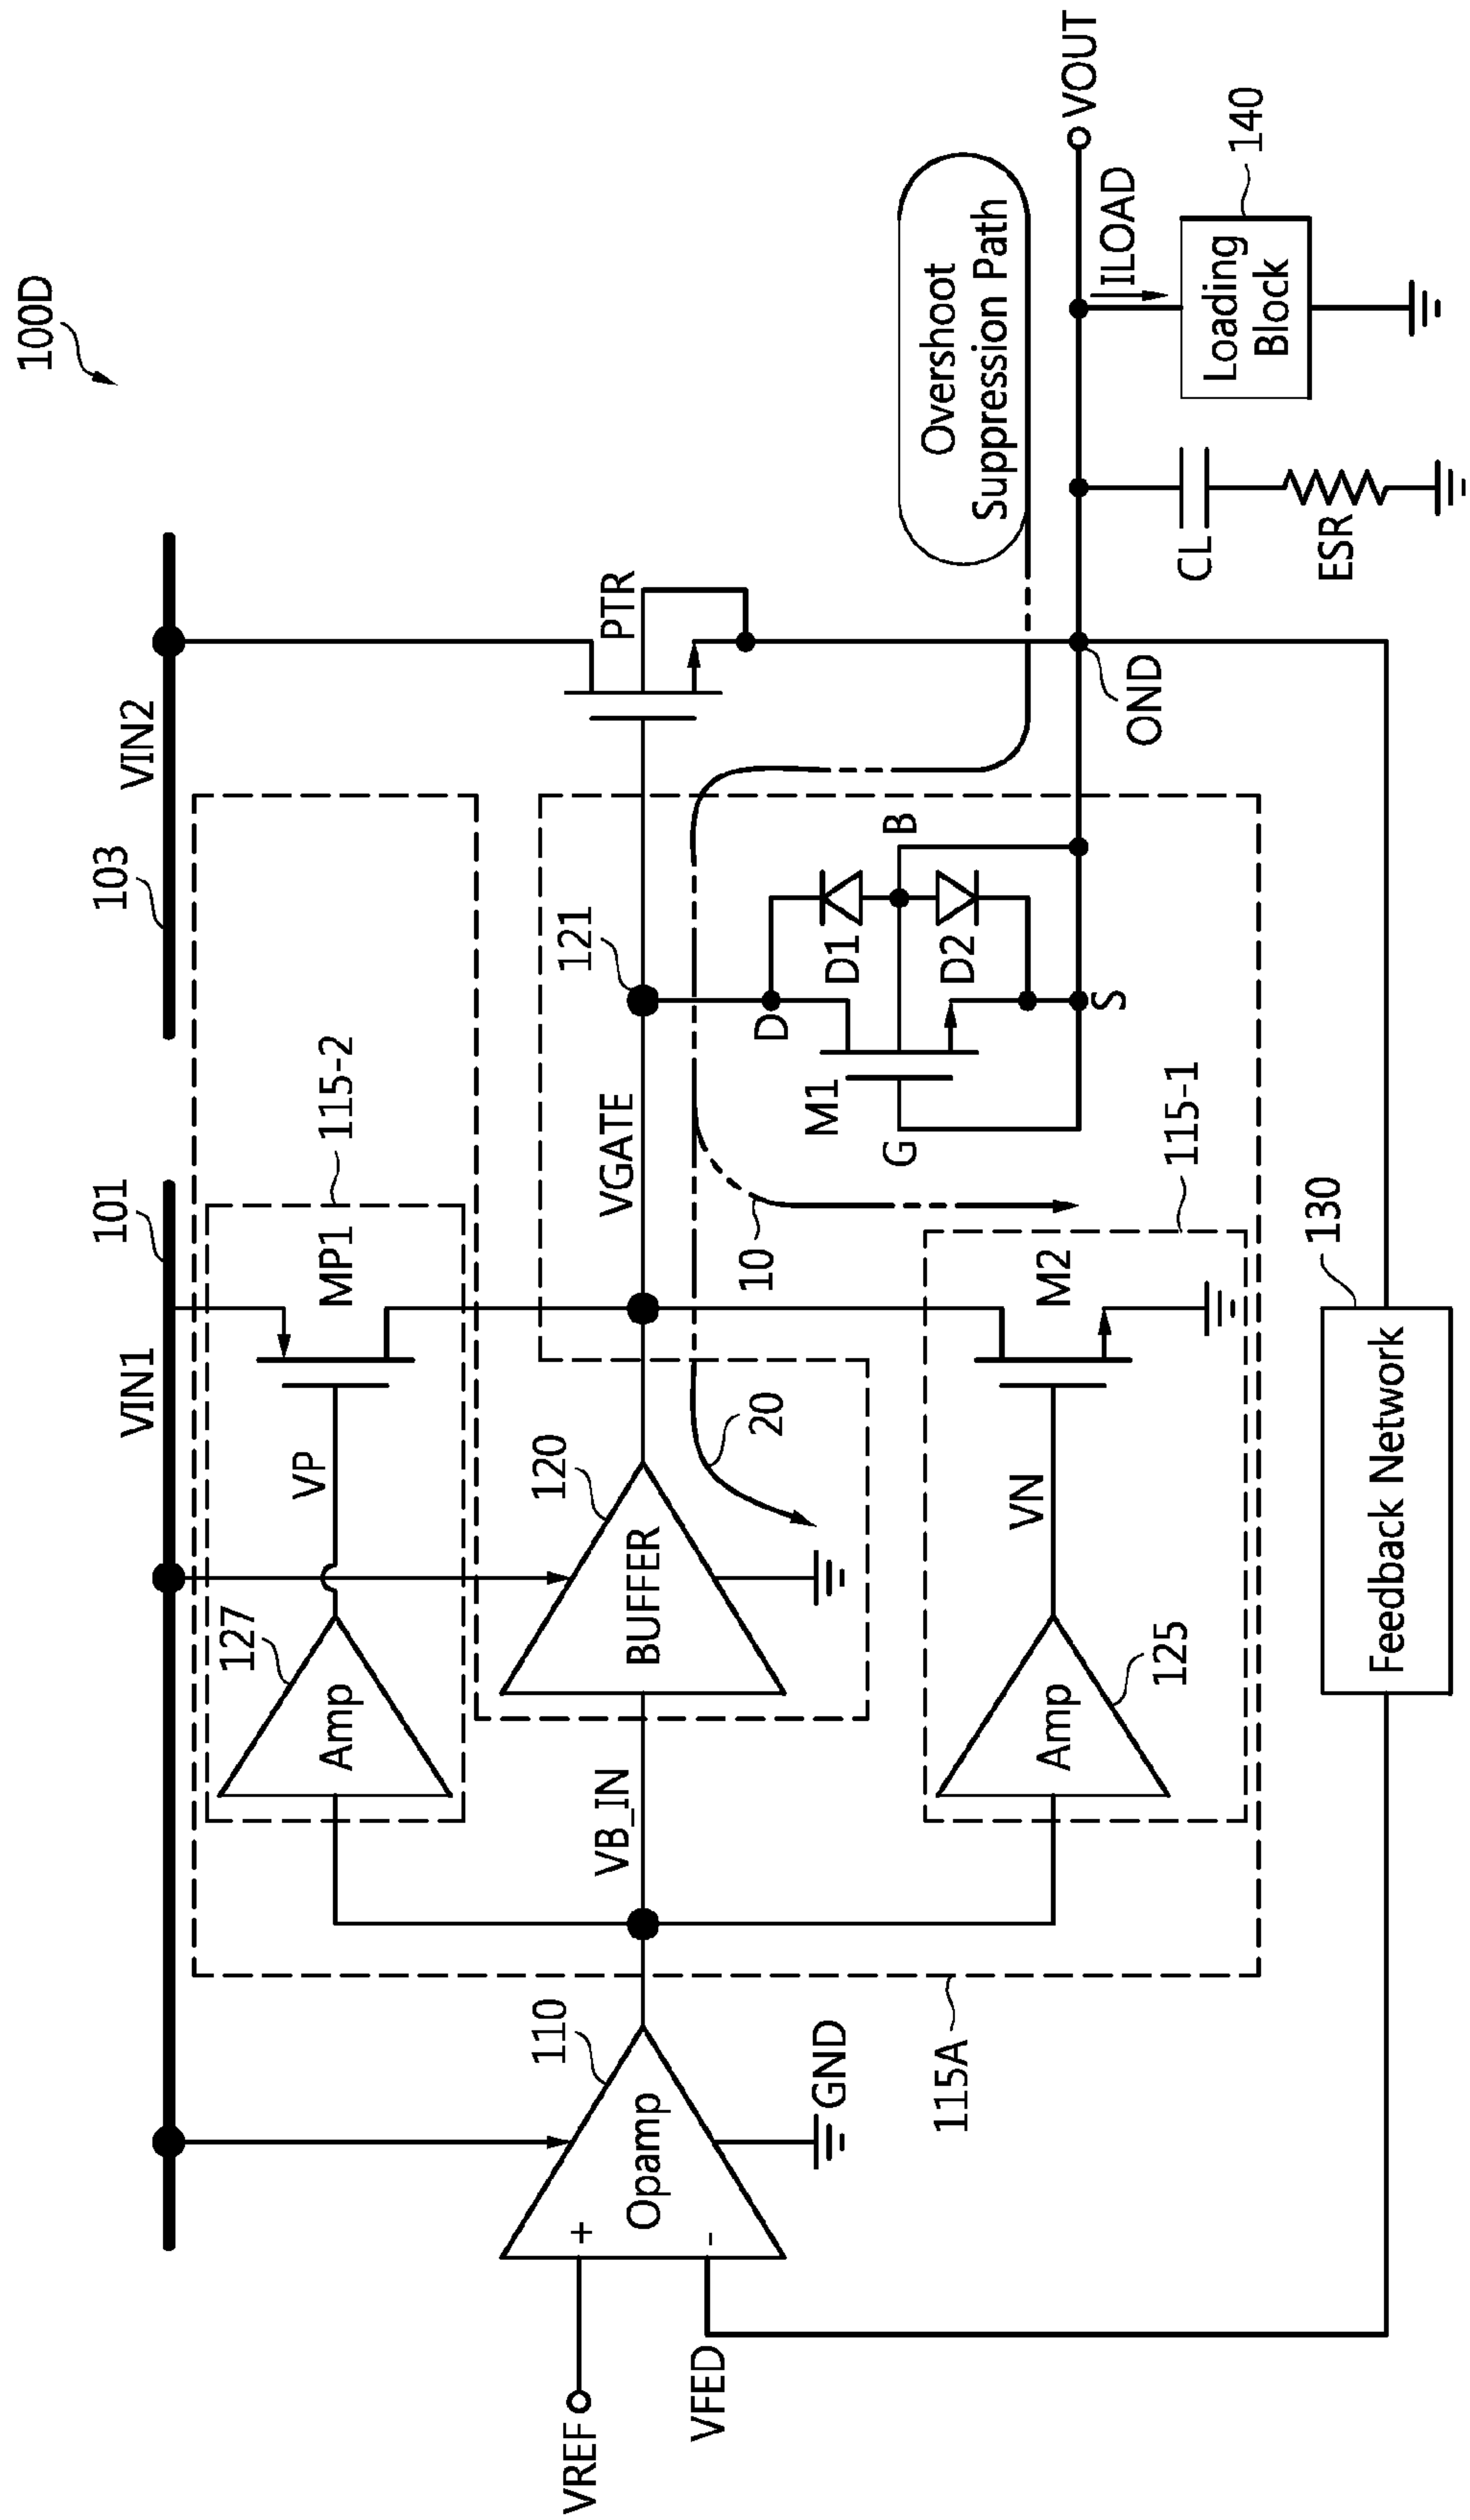 100D
VIN1
101
103
VIN2
127
Amp
VP
MP1
115-2
VREF
VFED
+
-
Opamp
110
GND
VB_IN
BUFFER
120
20
VGATE
121
PTR
10
M1
G
D
D1
D2
B
S
Overshoot
Suppression Path
115A
Amp
125
VN
M2
115-1
OND
VOUT
ILOAD
CL
ESR
Loading
Block
140
Feedback Network
130